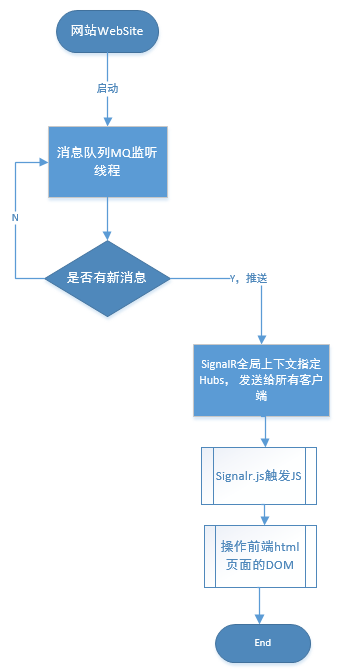 网站WebSite
启动
消息队列MQ监听
线程
N
是否有新消息
Y，推送
SignalR全局上下文指定
Hubs， 发送给所有客户
端
Signalr.js触发JS
操作前端html
页面的DOM
End